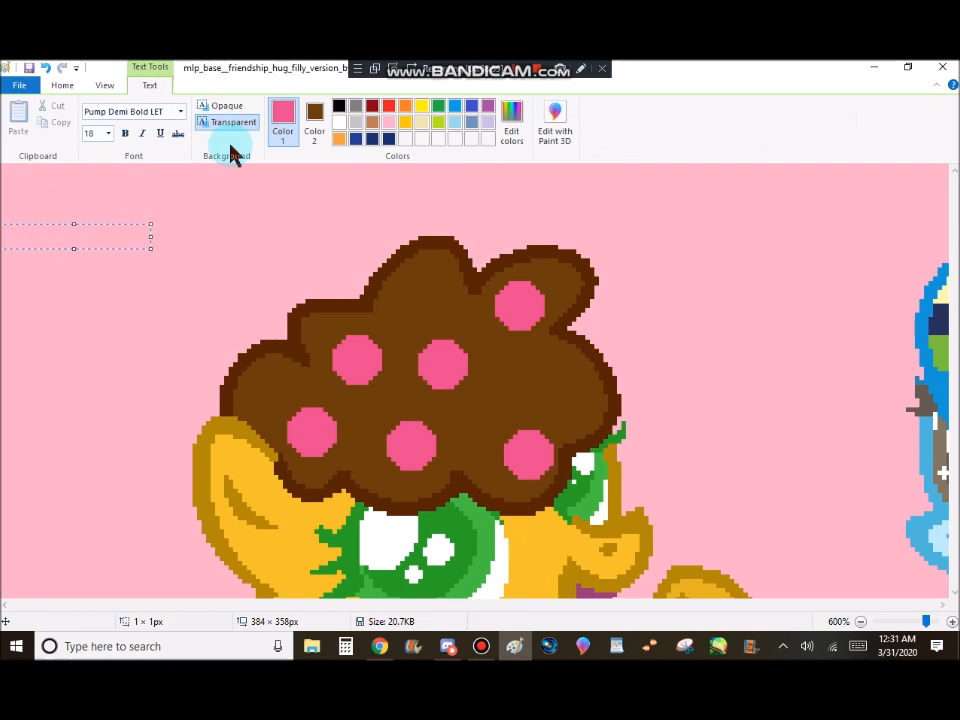 Text Tools
mlp_base__friendship_hug_filly_version_b
www.BANDICAM.com
File
Home
View
Text
Paste
Cut
Copy
Clipboard
Pump Demi Bold LET
18
B
I
U
abc
Font
Opaque
Transparent
Background
Color 1
Color 2
Edit colors
Colors
Edit with Paint 3D
1 × 1px
384 × 358px
Size: 20.7KB
600%
Type here to search
12:31 AM
3/31/2020